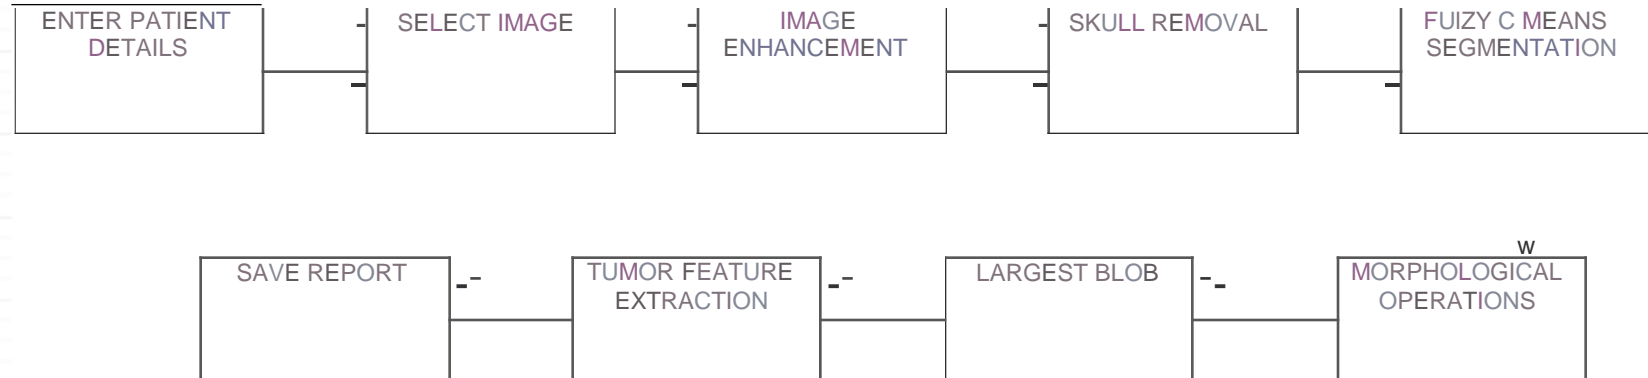 ENTER PATIENT
DETAILS
SELECT IMAGE
IMAGE
ENHANCEMENT
SKULL REMOVAL
FUIZY C MEANS
SEGMENTATION
SAVE REPORT
TUMOR FEATURE
EXTRACTION
LARGEST BLOB
W
MORPHOLOGICAL
OPERATIONS